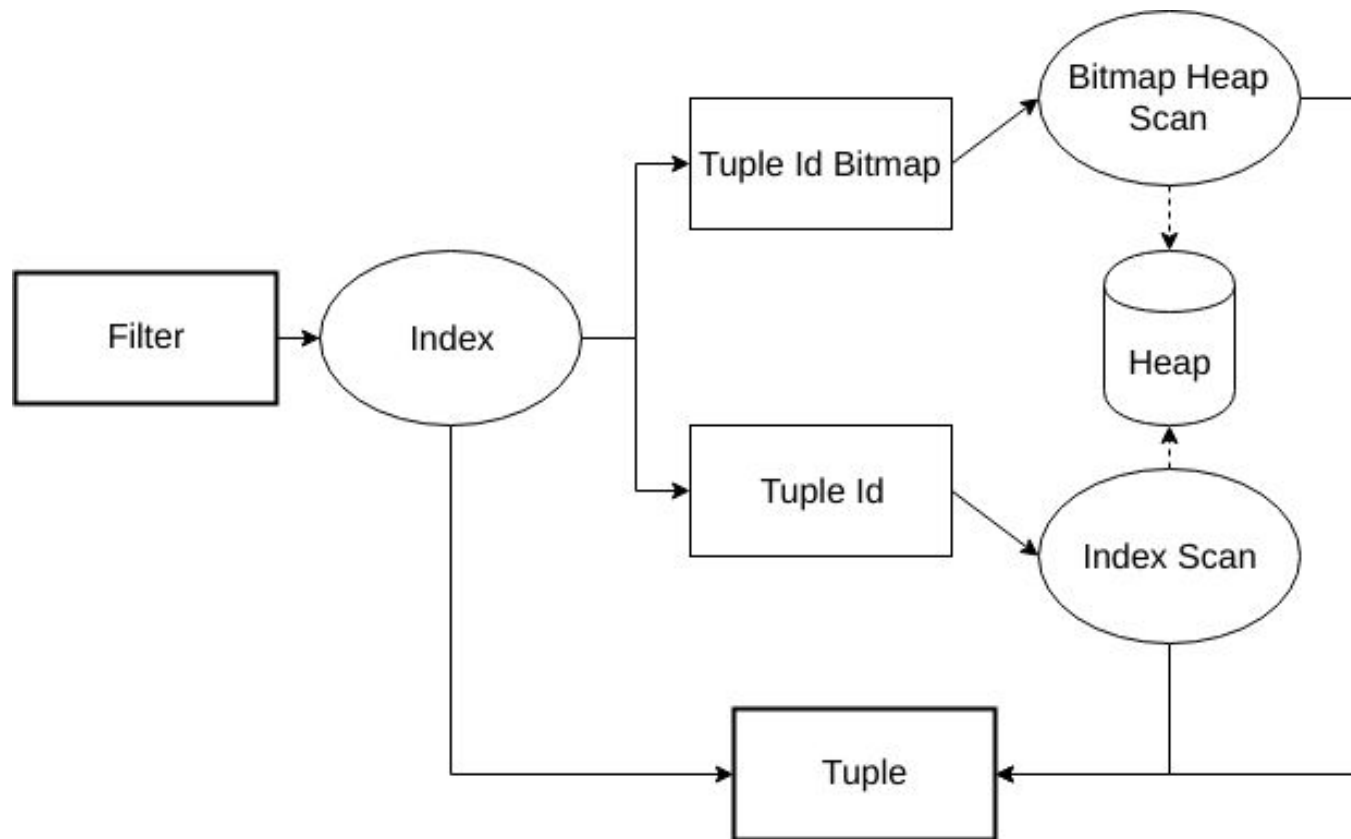 Bitmap Heap
Scan
Tuple Id Bitmap
Filter
Index
Heap
Tuple Id
Index Scan
Tuple